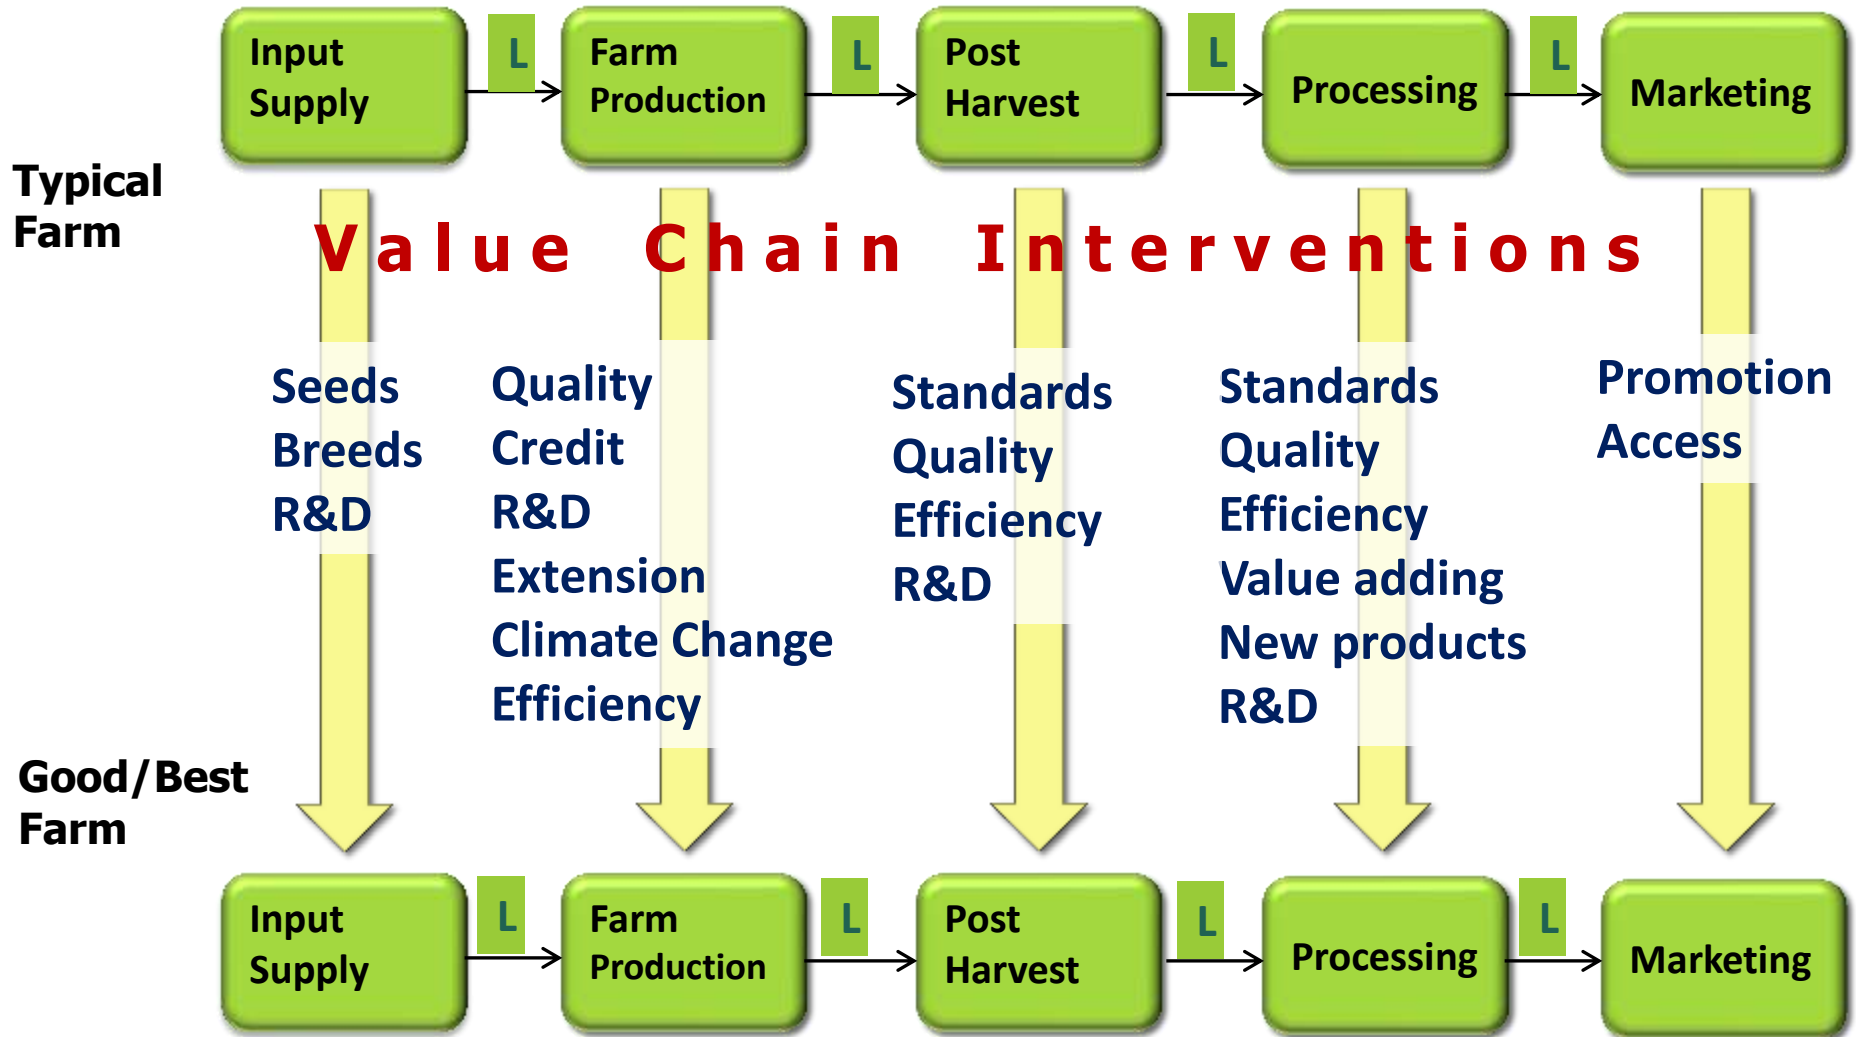 Input
Supply
L
Farm
Production
L
Post
Harvest
L
Processing
L
Marketing
Typical
Farm
Value Chain Interventions
Seeds
Breeds
R&D
Quality
Credit
R&D
Extension
Climate Change
Efficiency
Standards
Quality
Efficiency
R&D
Standards
Quality
Efficiency
Value adding
New products
R&D
Promotion
Access
Good/Best
Farm
Input
Supply
L
Farm
Production
L
Post
Harvest
L
Processing
L
Marketing